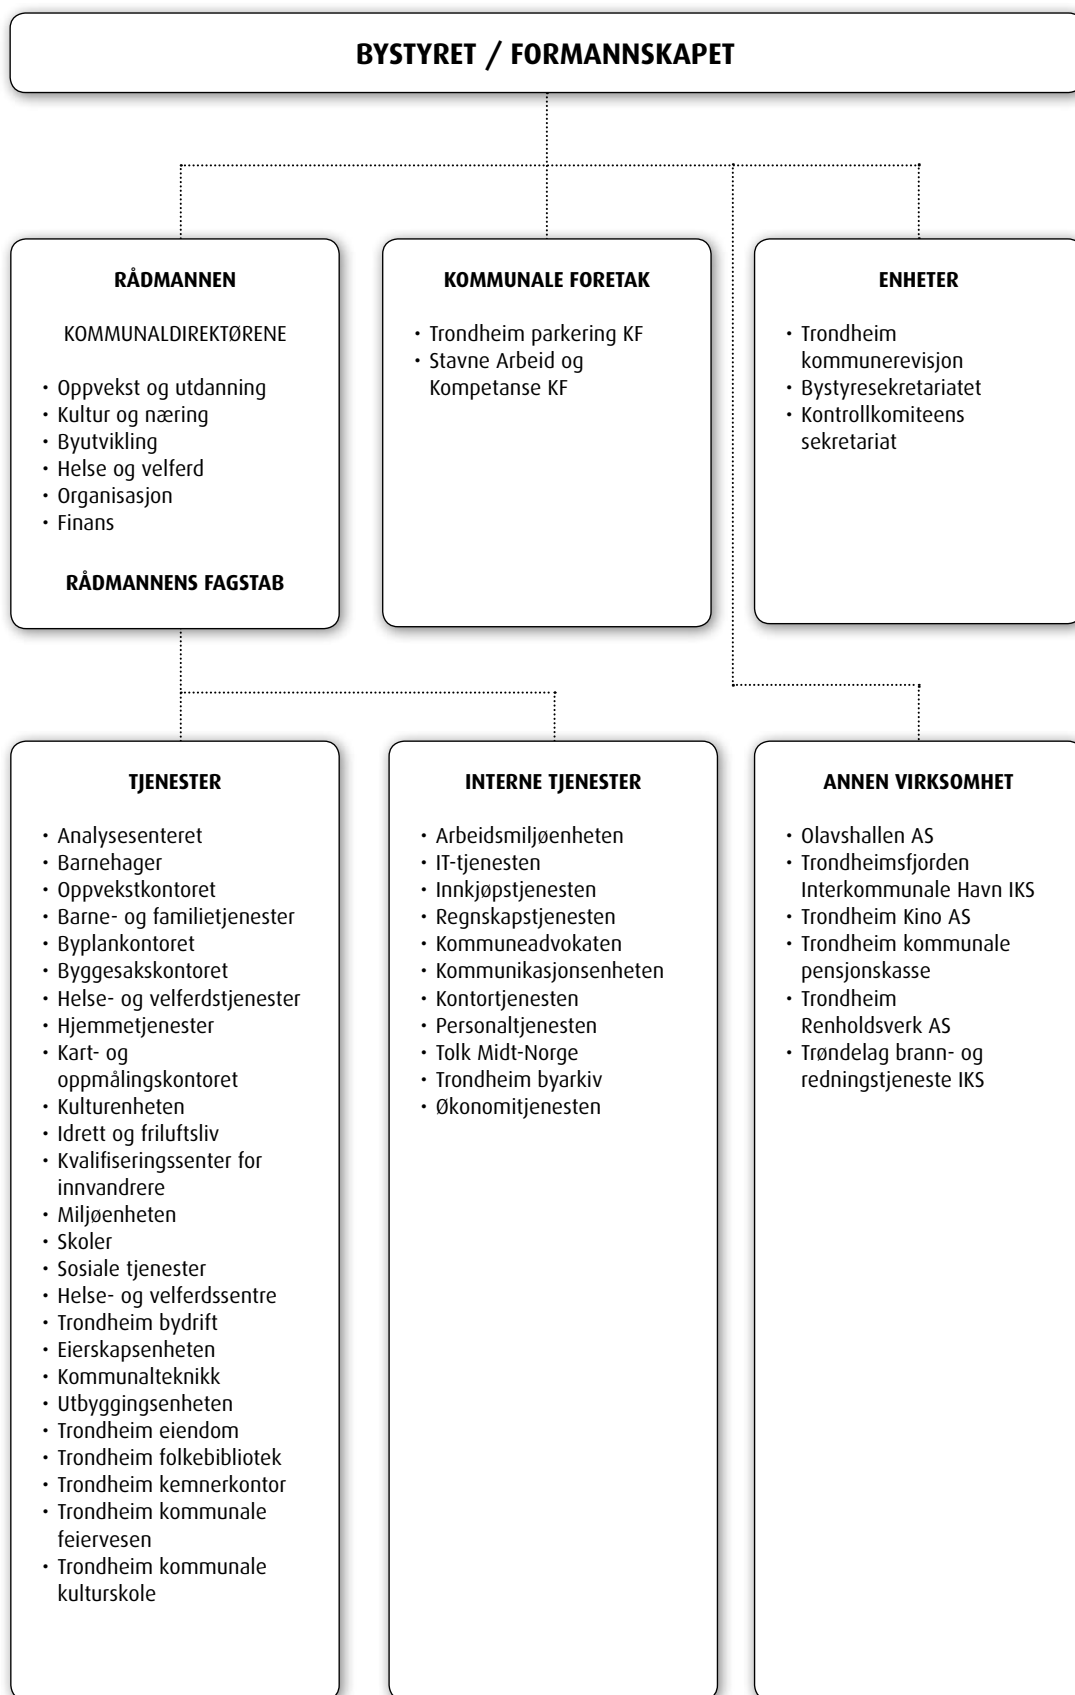 BYSTYRET / FORMANNSKAPET
RÅDMANNEN
KOMMUNALDIREKTØRENE
• Oppvekst og utdanning
• Kultur og næring
• Byutvikling
• Helse og velferd
• Organisasjon
• Finans
RÅDMANNENS FAGSTAB
KOMMUNALE FORETAK
• Trondheim parkering KF
• Stavne Arbeid og
Kompetanse KF
ENHETER
• Trondheim
kommunerevisjon
• Bystyresekretariatet
• Kontrollkomiteens
sekretariat
TJENESTER
• Analysesenteret
• Barnehager
• Oppvekstkontoret
• Barne- og familietjenester
• Byplankontoret
• Byggesakskontoret
• Helse- og velferdstjenester
• Hjemmetjenester
• Kart- og
oppmålingskontoret
• Kulturenheten
• Idrett og friluftsliv
• Kvalifiseringssenter for
innvandrere
• Miljøenheten
• Skoler
• Sosiale tjenester
• Helse- og velferdssentre
• Trondheim bydrift
• Eierskapsenheten
• Kommunalteknikk
• Utbyggingsenheten
• Trondheim eiendom
• Trondheim folkebibliotek
• Trondheim kemnerkontor
• Trondheim kommunale
feiervesen
• Trondheim kommunale
kulturskole
INTERNE TJENESTER
• Arbeidsmiljøenheten
• IT-tjenesten
• Innkjøpstjenesten
• Regnskapstjenesten
• Kommuneadvokaten
• Kommunikasjonsenheten
• Kontortjenesten
• Personaltjenesten
• Tolk Midt-Norge
• Trondheim byarkiv
• Økonomitjenesten
ANNEN VIRKSOMHET
• Olavshallen AS
• Trondheimsfjorden
Interkommunale Havn IKS
• Trondheim Kino AS
• Trondheim kommunale
pensjonskasse
• Trondheim
Renholdsverk AS
• Trøndelag brann- og
redningstjeneste IKS